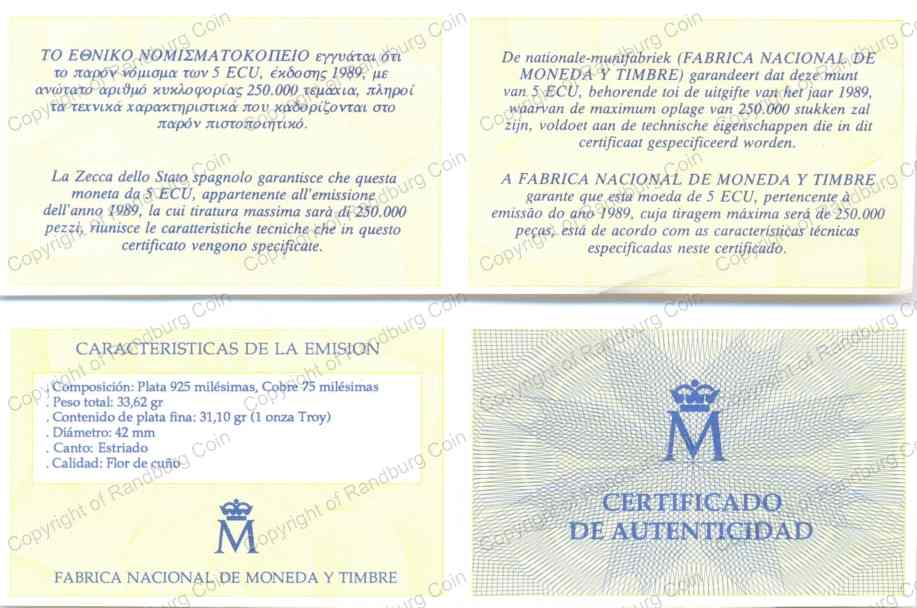 ΤΟ ΕΘΝΙΚΟ ΝΟΜΙΣΜΑΤΟΚΟΠΕΙΟ εγγυάται ότι
το παρόν νόμισμα των 5 ECU, έκδοσης 1989, με
ανώτατο αριθμό κυκλοφορίας 250.000 τεμάχια, πληροί
τα τεχνικά χαρακτηριστικά που καθορίζονται στο
παρόν πιστοποιητικό.
La Zecca dello Stato spagnolo garantisce che questa
moneta da 5 ECU, appartenente all'emissione
dell'anno 1989, la cui tiratura massima sarà di 250.000
pezzi, riunisce le caratteristiche tecniche che in questo
certificato vengono specificate.
De nationale-muntfabriek (FABRICA NACIONAL DE
MONEDA Y TIMBRE) garandeert dat deze munt
van 5 ECU, behorende toi de uitgifte van het jaar 1989,
waarvan de maximum oplage van 250.000 stukken zal
zijn, voldoet aan de technische eigenschappen die in dit
certificaat gespecificeerd worden.
A FABRICA NACIONAL DE MONEDA Y TIMBRE
garante que esta moeda de 5 ECU, pertencente à
emissão do ano 1989, cuja tiragem máxima será de 250.000
peças, está de acordo com as características técnicas
especificadas neste certificado.
CARACTERISTICAS DE LA EMISION
. Composición: Plata 925 milésimas, Cobre 75 milésimas
. Peso total: 33,62 gr
. Contenido de plata fina: 31,10 gr (1 onza Troy)
. Diámetro: 42 mm
. Canto: Estriado
. Calidad: Flor de cuño
M
FABRICA NACIONAL DE MONEDA Y TIMBRE
M
CERTIFICADO
DE AUTENTICIDAD
Copyright of Randburg Coin